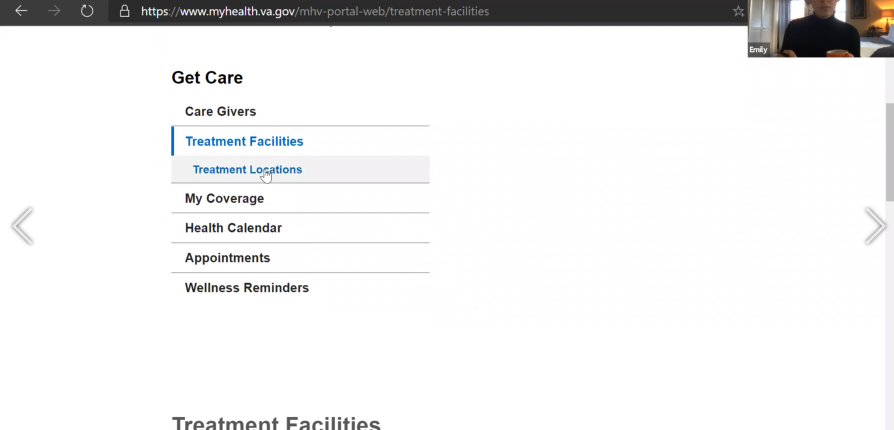 https://www.myhealth.va.gov/mhv-portal-web/treatment-facilities
Emily
Get Care
Care Givers
Treatment Facilities
Treatment Locations
My Coverage
Health Calendar
Appointments
Wellness Reminders
Treatment Facilities